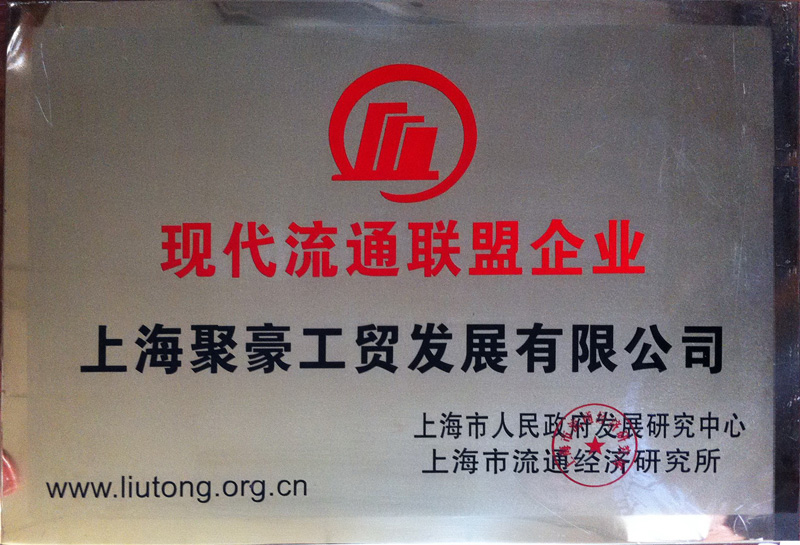 现代流通联盟企业
上海聚豪工贸发展有限公司
上海市人民政府发展研究中心
上海市流通经济研究所
www.liutong.org.cn